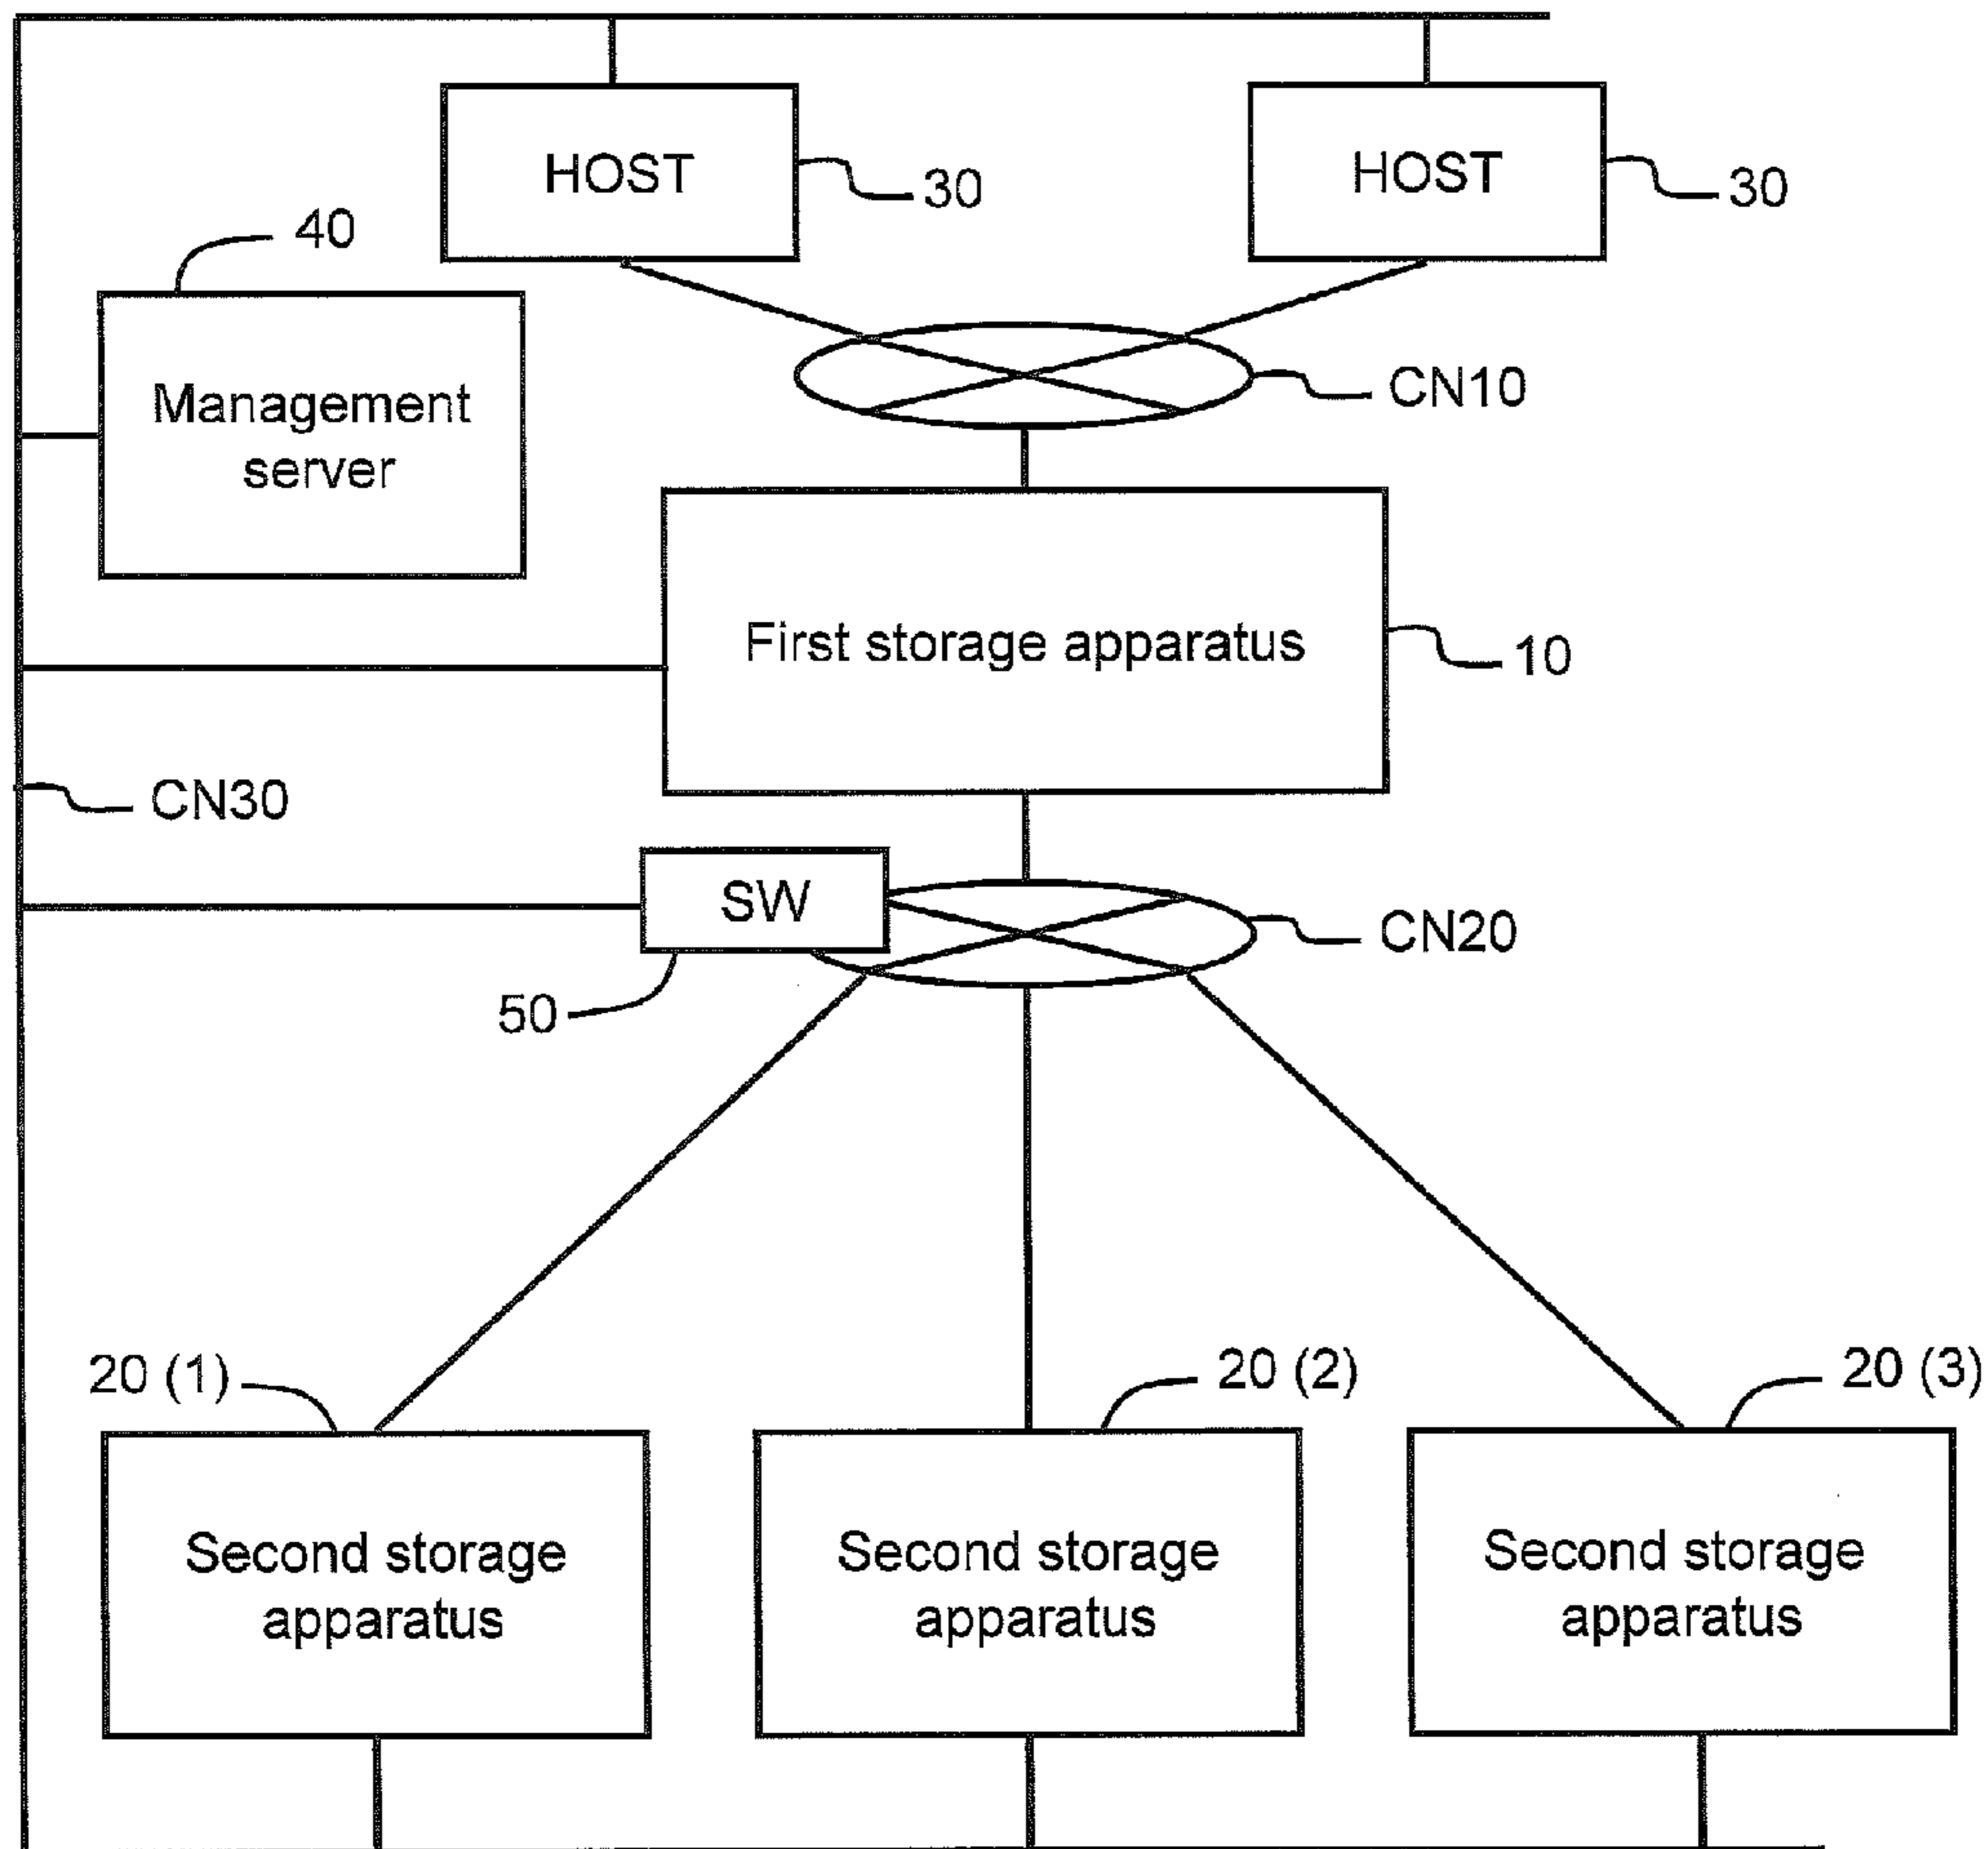 HOST
30
HOST
30
40
Management
server
CN10
First storage apparatus
10
CN30
SW
CN20
50
20 (1)
20 (2)
20 (3)
Second storage
apparatus
Second storage
apparatus
Second storage
apparatus